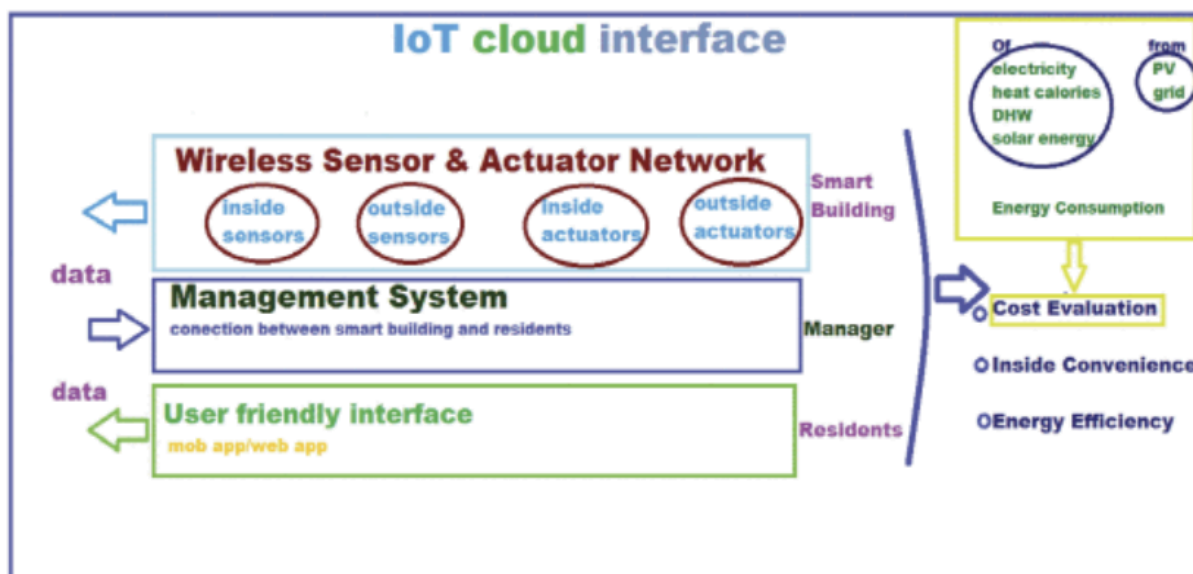 IoT cloud interface
Wireless Sensor & Actuator Network
inside
sensors
outside
sensors
inside
actuators
outside
actuators
Smart
Building
data
Management System
conection between smart building and residents
Manager
data
User friendly interface
mob app/web app
Residents
Of
electricity
heat calories
DHW
solar energy
from
PV
grid
Energy Consumption
Cost Evaluation
Inside Convenience
Energy Efficiency